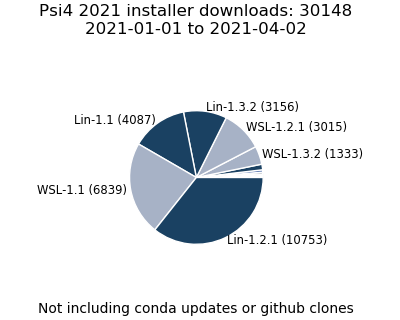 Psi4 2021 installer downloads: 30148
2021-01-01 to 2021-04-02
Lin-1.3.2 (3156)
Lin-1.1 (4087)
WSL-1.2.1 (3015)
WSL-1.3.2 (1333)
WSL-1.1 (6839)
Lin-1.2.1 (10753)
Not including conda updates or github clones